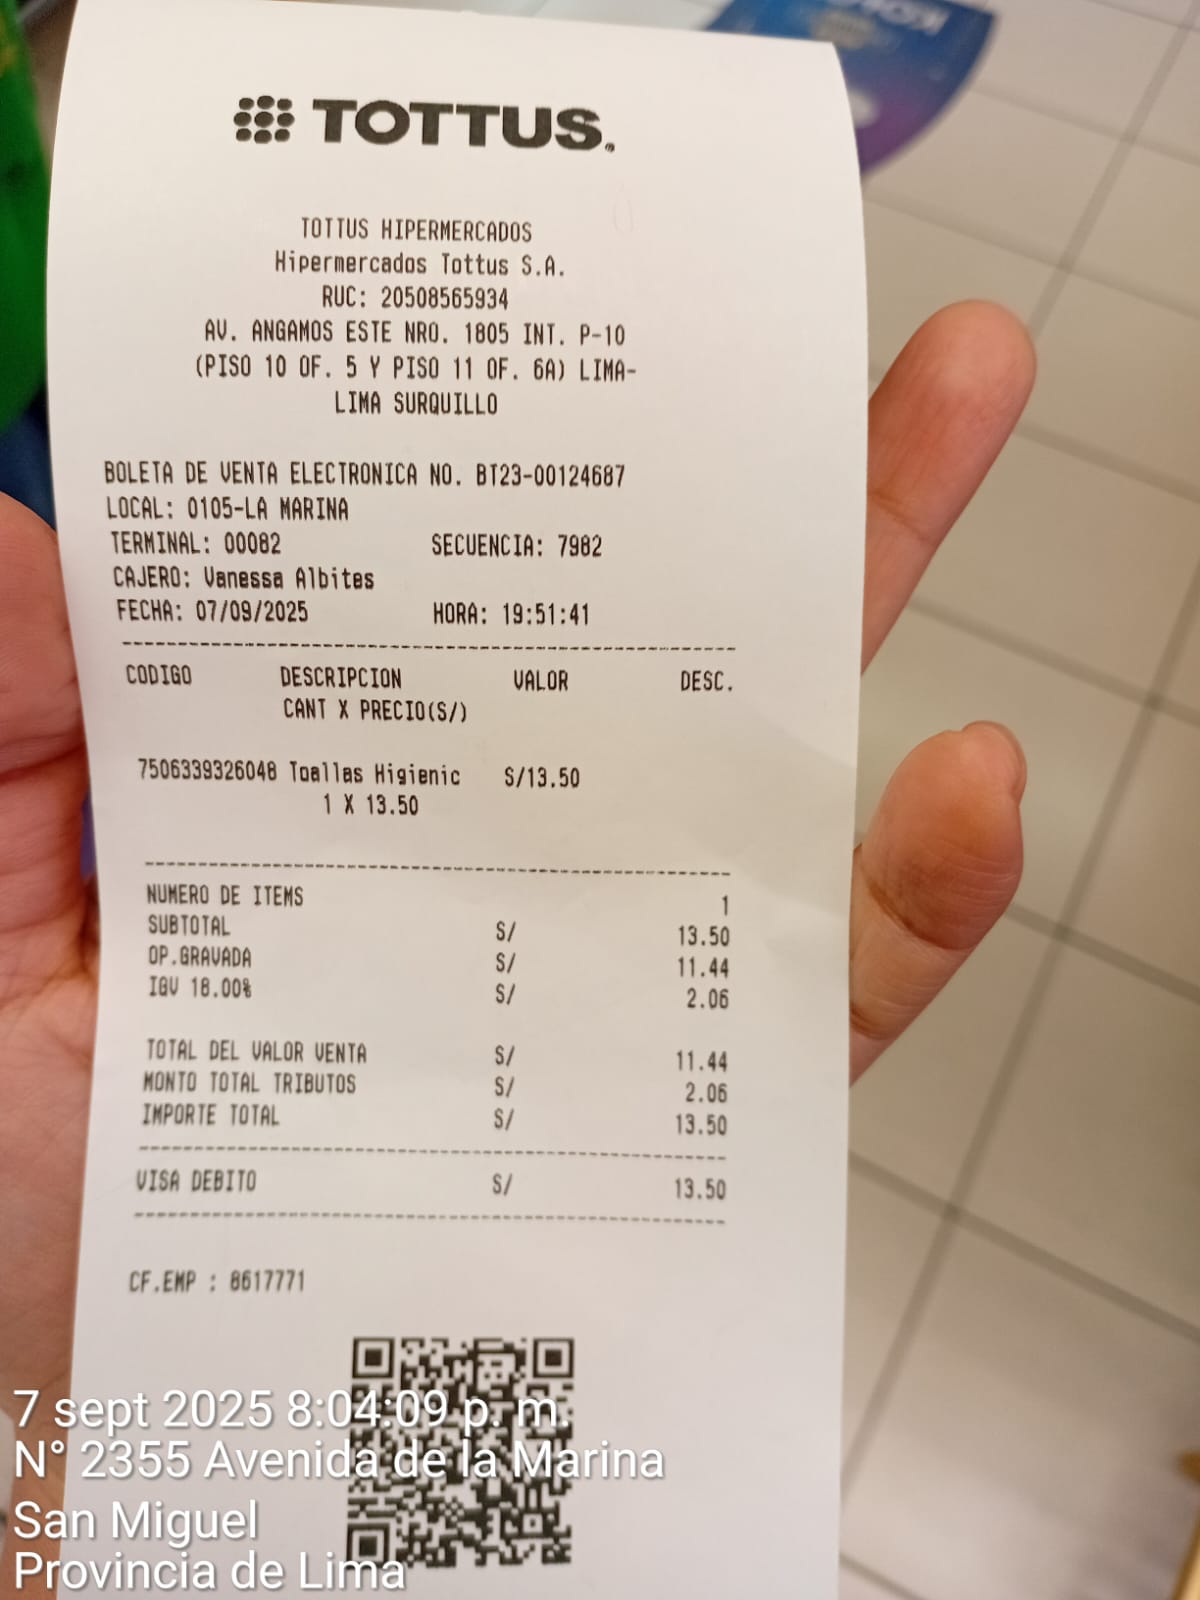 TOTTUS.
TOTTUS HIPERMERCADOS
Hipermercados Tottus S.A.
RUC: 20508565934
AV. ANGAMOS ESTE NRO. 1805 INT. P-10
(PISO 10 OF. 5 Y PISO 11 OF. 6A) LIMA-
LIMA SURQUILLO
BOLETA DE VENTA ELECTRONICA NO. BT23-00124687
LOCAL: 0105-LA MARINA
TERMINAL: 00082 SECUENCIA: 7982
CAJERO: Vanessa Albites
FECHA: 07/09/2025 HORA: 19:51:41
CODIGO DESCRIPCION VALOR DESC.
CANT X PRECIO(S/)
7506339326048 Toallas Higienic S/13.50
1 X 13.50
NUMERO DE ITEMS 1
SUBTOTAL S/ 13.50
OP.GRAVADA S/ 11.44
IGV 18.00% S/ 2.06
TOTAL DEL VALOR VENTA S/ 11.44
MONTO TOTAL TRIBUTOS S/ 2.06
IMPORTE TOTAL S/ 13.50
VISA DEBITO S/ 13.50
CF.EMP : 8617771
7 sept 2025 8:04:09 p. m.
N° 2355 Avenida de la Marina
San Miguel
Provincia de Lima